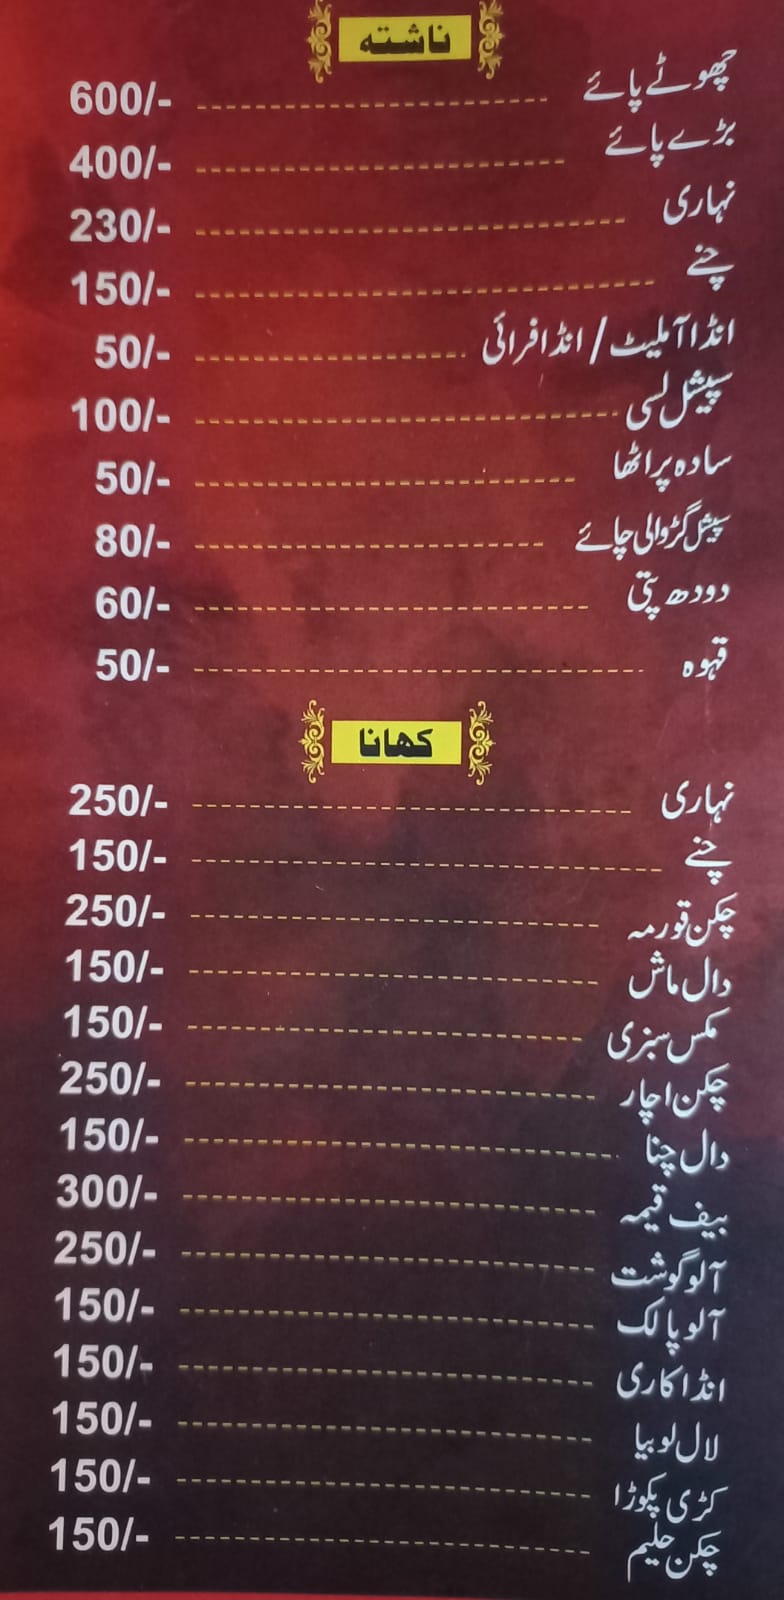 ناشتہ
چھوٹے پائے ---------------------- 600/-
بڑے پائے ---------------------- 400/-
نہاری ---------------------- 230/-
چنے ---------------------- 150/-
انڈا آملیٹ / انڈا فرائی ---------------------- 50/-
سپیشل لسی ---------------------- 100/-
سادہ پراٹھا ---------------------- 50/-
سپیشل گڑ والی چائے ---------------------- 80/-
دودھ پتی ---------------------- 60/-
قہوہ ---------------------- 50/-
کھانا
نہاری ---------------------- 250/-
چنے ---------------------- 150/-
چکن قورمہ ---------------------- 250/-
دال ماش ---------------------- 150/-
مکس سبزی ---------------------- 150/-
چکن اچار ---------------------- 250/-
دال چنا ---------------------- 150/-
بیف قیمہ ---------------------- 300/-
آلو گوشت ---------------------- 250/-
آلو پالک ---------------------- 150/-
انڈا کاری ---------------------- 150/-
لال لوبیا ---------------------- 150/-
کڑی پکوڑا ---------------------- 150/-
چکن حلیم ---------------------- 150/-